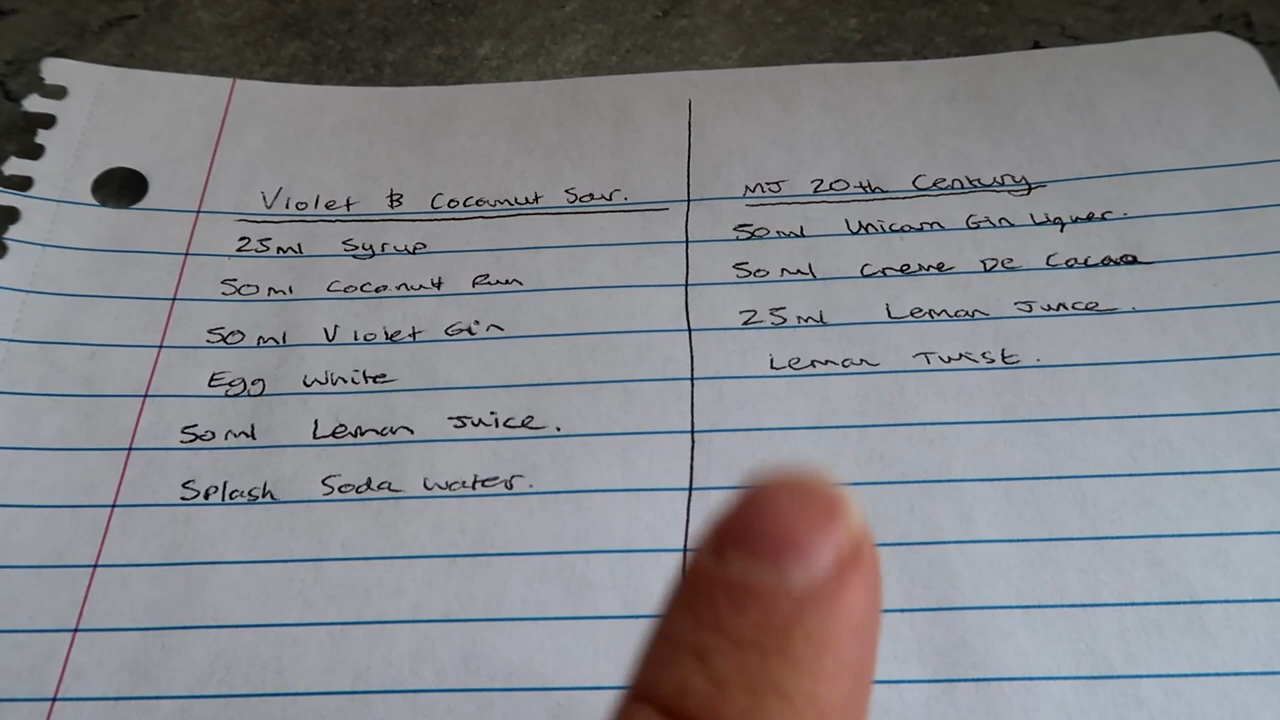 Violet & Coconut Sour.
25ml Syrup
50ml Coconut Rum
50ml Violet Gin
Egg White
50ml Lemon Juice.
Splash Soda water.
MJ 20th Century
50ml Unicorn Gin Liquer.
50ml Creme De Cacao
25ml Lemon Juice.
Lemon Twist.